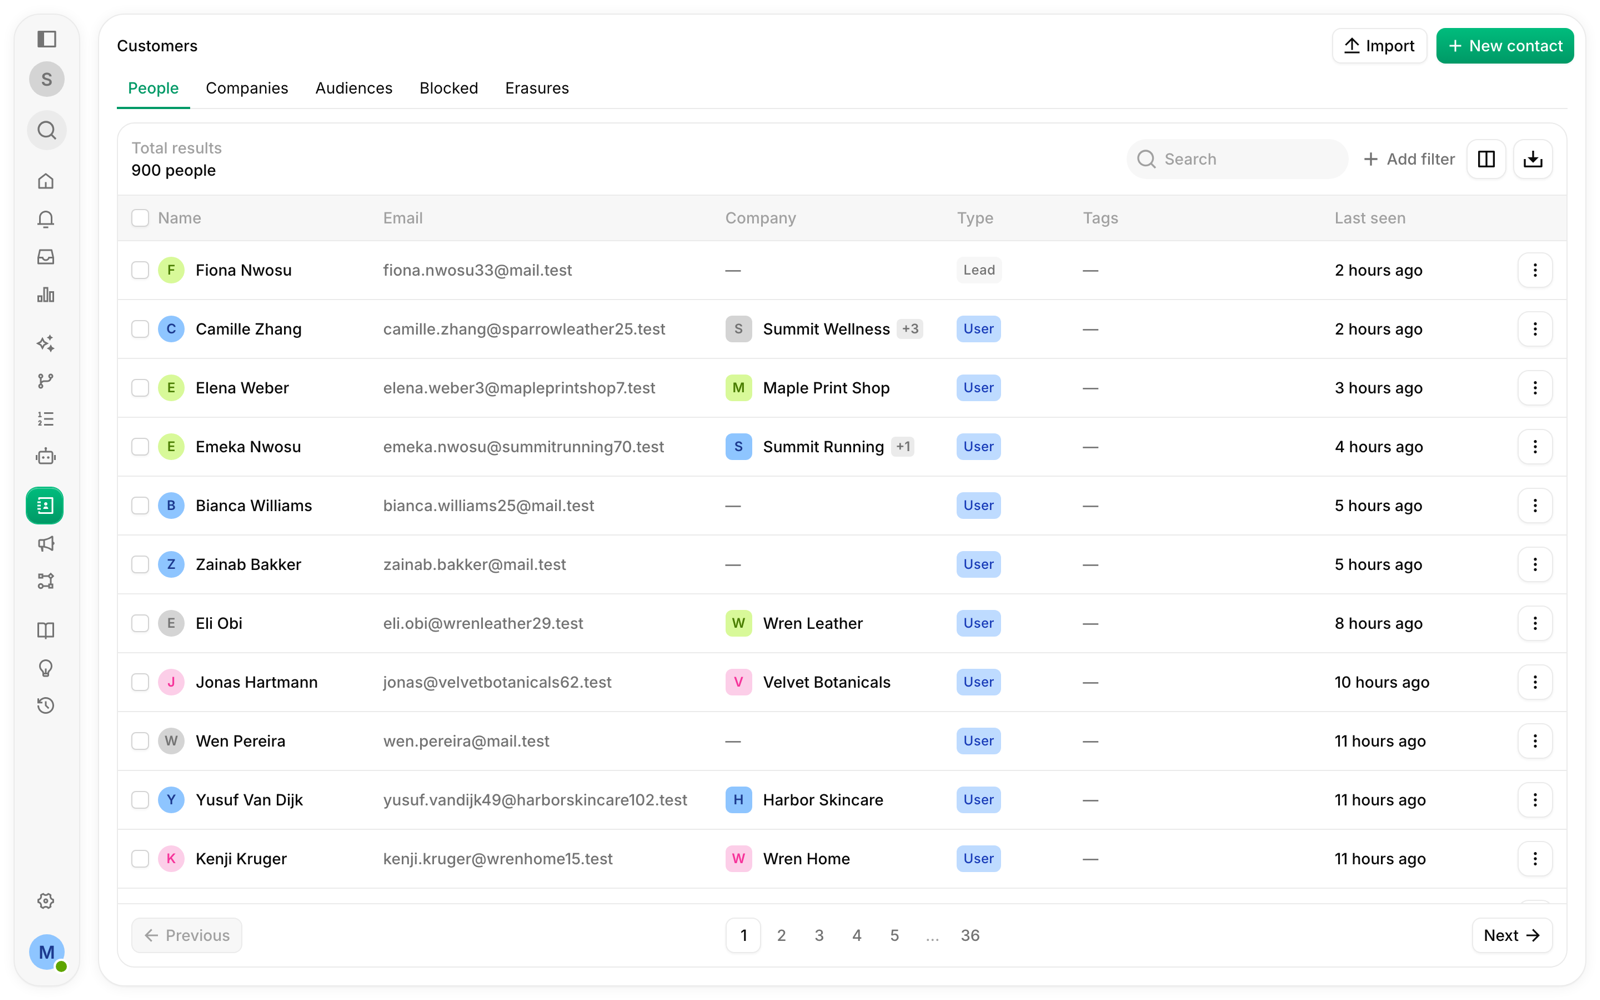 S
M
Customers
Import
+ New contact
People
Companies
Audiences
Blocked
Erasures
Total results
900 people
Search
+ Add filter
Name Email Company Type Tags Last seen
F Fiona Nwosu fiona.nwosu33@mail.test — Lead — 2 hours ago
C Camille Zhang camille.zhang@sparrowleather25.test S Summit Wellness +3 User — 2 hours ago
E Elena Weber elena.weber3@mapleprintshop7.test M Maple Print Shop User — 3 hours ago
E Emeka Nwosu emeka.nwosu@summitrunning70.test S Summit Running +1 User — 4 hours ago
B Bianca Williams bianca.williams25@mail.test — User — 5 hours ago
Z Zainab Bakker zainab.bakker@mail.test — User — 5 hours ago
E Eli Obi eli.obi@wrenleather29.test W Wren Leather User — 8 hours ago
J Jonas Hartmann jonas@velvetbotanicals62.test V Velvet Botanicals User — 10 hours ago
W Wen Pereira wen.pereira@mail.test — User — 11 hours ago
Y Yusuf Van Dijk yusuf.vandijk49@harborskincare102.test H Harbor Skincare User — 11 hours ago
K Kenji Kruger kenji.kruger@wrenhome15.test W Wren Home User — 11 hours ago
← Previous 1 2 3 4 5 ... 36 Next →